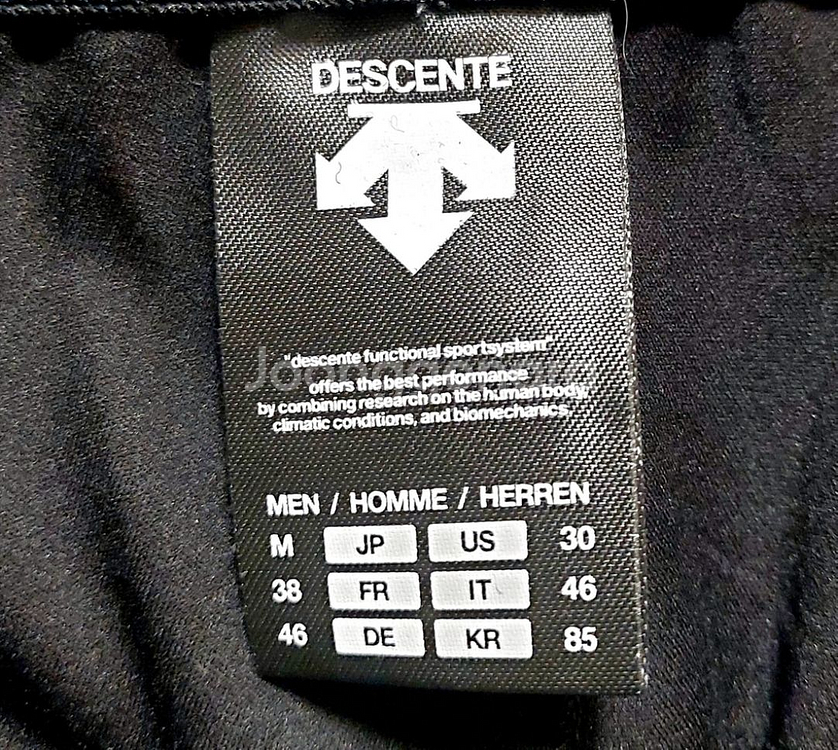 DESCENTE
"descente functional sportsystem"
offers the best performance
by combining research on the human body,
climatic conditions, and biomechanics.
MEN / HOMME / HERREN
M JP US 30
38 FR IT 46
46 DE KR 85